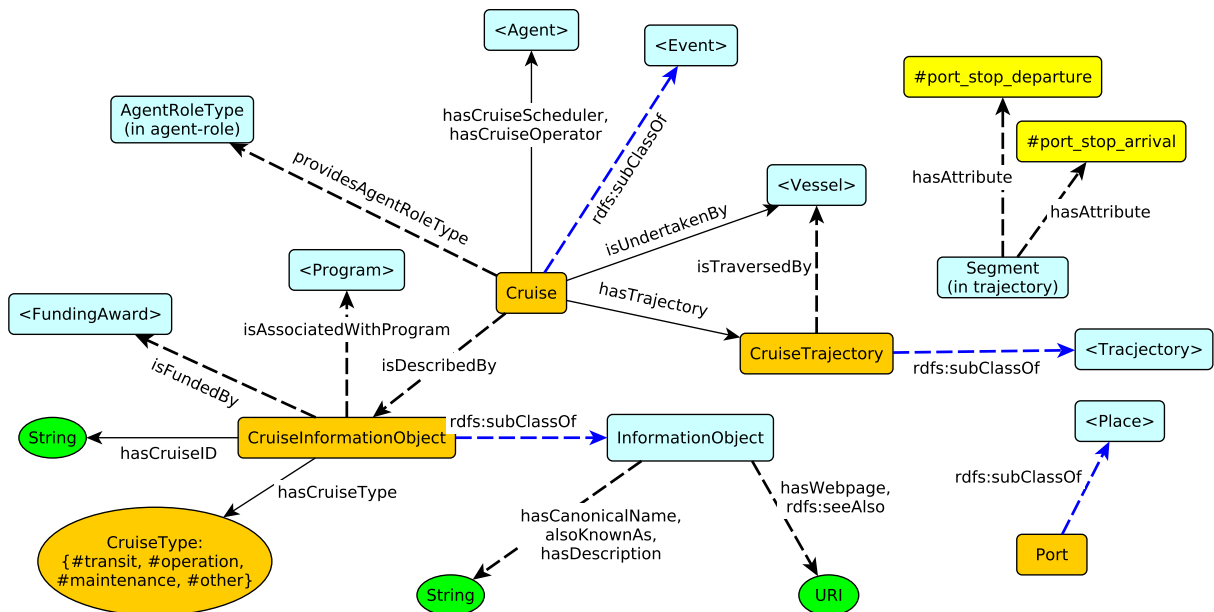 <Agent>
<Event>
#port_stop_departure
AgentRoleType
(in agent-role)
hasCruiseScheduler,
hasCruiseOperator
#port_stop_arrival
providesAgentRoleType
rdfs:subClassOf
<Vessel>
hasAttribute
hasAttribute
isUndertakenBy
<Program>
isTraversedBy
Segment
(in trajectory)
Cruise
hasTrajectory
<FundingAward>
isAssociatedWithProgram
CruiseTrajectory
<Tracjectory>
rdfs:subClassOf
isFundedBy
isDescribedBy
String
hasCruiseID
CruiseInformationObject
rdfs:subClassOf
InformationObject
<Place>
rdfs:subClassOf
hasCruiseType
hasWebpage,
rdfs:seeAlso
hasCanonicalName,
alsoKnownAs,
hasDescription
CruiseType:
{#transit, #operation,
#maintenance, #other}
Port
String
URI